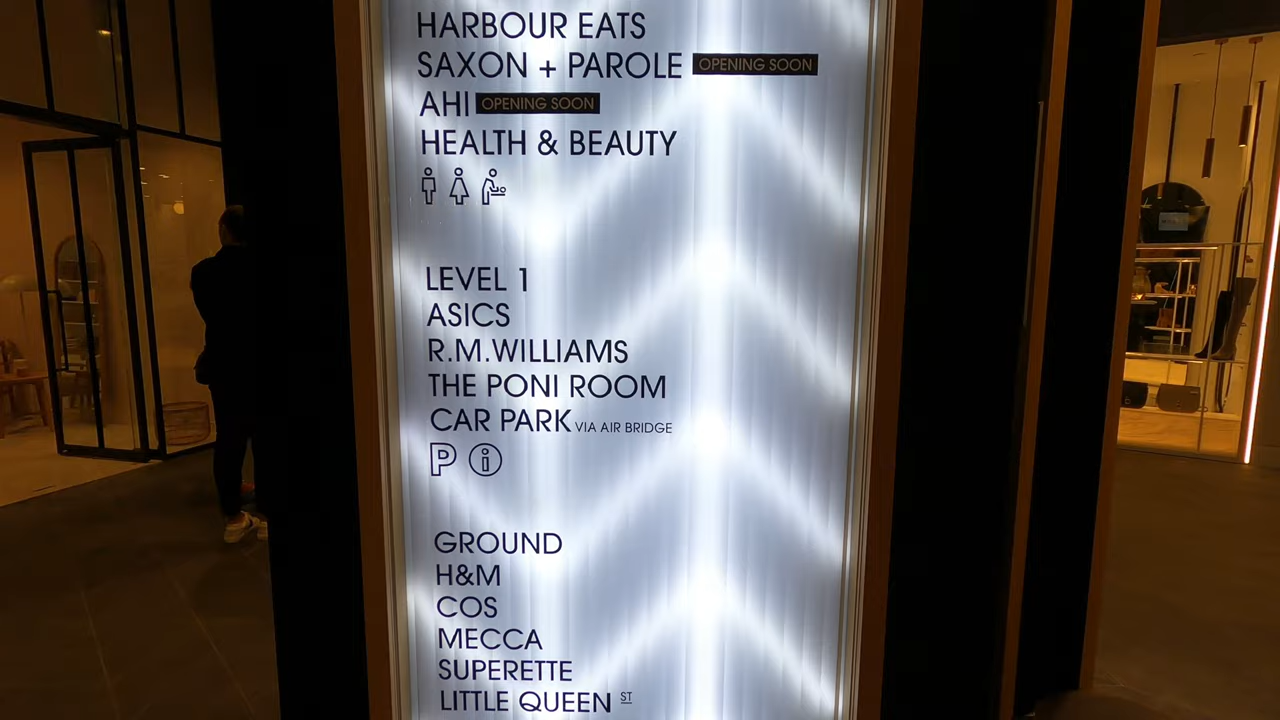 HARBOUR EATS
SAXON + PAROLE OPENING SOON
AHI OPENING SOON
HEALTH & BEAUTY
LEVEL 1
ASICS
R.M.WILLIAMS
THE PONI ROOM
CAR PARK VIA AIR BRIDGE
P i
GROUND
H&M
COS
MECCA
SUPERETTE
LITTLE QUEEN ST